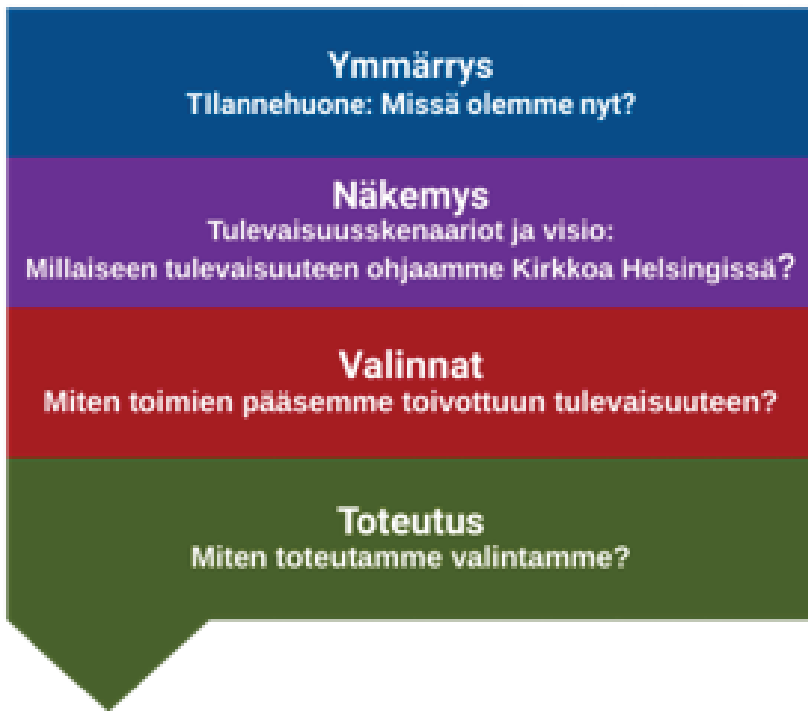 Ymmärrys
TIlannehuone: Missä olemme nyt?
Näkemys
Tulevaisuusskenaariot ja visio:
Millaiseen tulevaisuuteen ohjaamme Kirkkoa Helsingissä?
Valinnat
Miten toimien pääsemme toivottuun tulevaisuuteen?
Toteutus
Miten toteutamme valintamme?